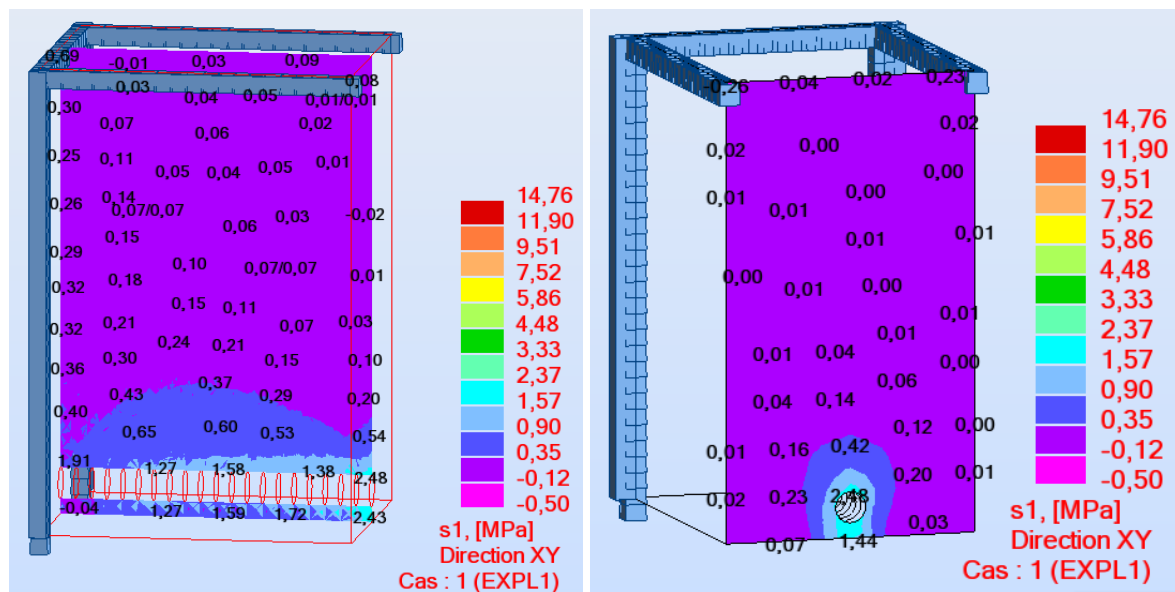 0,69 -0,01 0,03 0,09
0,03 0,04 0,05 0,08
0,30 0,01/0,01
0,07 0,06 0,02
0,25 0,11 0,05 0,04 0,05 0,01
0,26 0,14
0,07/0,07 0,06 0,03 -0,02
0,15
0,29 0,10 0,07/0,07 0,01
0,32 0,18 0,15 0,11
0,32 0,21 0,07 0,03
0,24 0,21
0,36 0,30 0,15 0,10
0,37
0,40 0,43 0,29 0,20
0,65 0,60 0,53 0,54
1,91 1,27 1,58 1,38 2,48
-0,04 1,27 1,59 1,72 2,43
14,76
11,90
9,51
7,52
5,86
4,48
3,33
2,37
1,57
0,90
0,35
-0,12
-0,50
s1, [MPa]
Direction XY
Cas : 1 (EXPL1)
-0,26 0,04 0,02 0,23
0,02
0,02 0,00
0,00
0,01 0,00
0,01
0,01 0,01
0,00 0,01 0,00
0,01
0,01
0,01 0,04 0,00
0,06
0,04 0,14
0,12 0,00
0,01 0,16 0,42
0,20 0,01
0,02 0,23 2,48
0,03
0,07 1,44
14,76
11,90
9,51
7,52
5,86
4,48
3,33
2,37
1,57
0,90
0,35
-0,12
-0,50
s1, [MPa]
Direction XY
Cas : 1 (EXPL1)